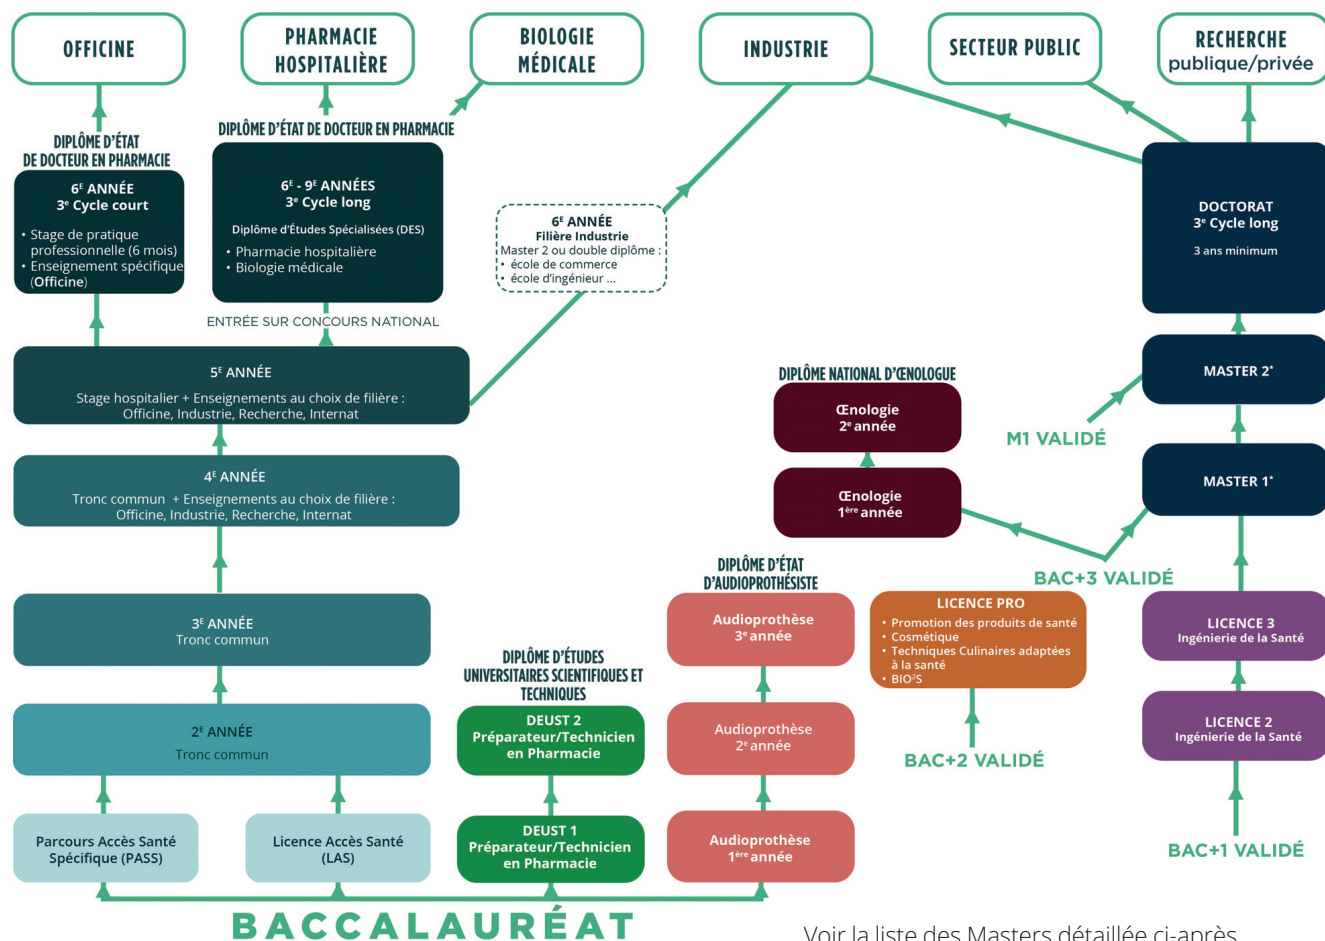 OFFICINE
PHARMACIE
HOSPITALIÈRE
BIOLOGIE
MÉDICALE
INDUSTRIE
SECTEUR PUBLIC
RECHERCHE
publique/privée
DIPLÔME D'ÉTAT
DE DOCTEUR EN PHARMACIE
6E ANNÉE
3e Cycle court
• Stage de pratique
professionnelle (6 mois)
• Enseignement spécifique
(Officine)
DIPLÔME D'ÉTAT DE DOCTEUR EN PHARMACIE
6E - 9E ANNÉES
3e Cycle long
Diplôme d'Études Spécialisées (DES)
• Pharmacie hospitalière
• Biologie médicale
ENTRÉE SUR CONCOURS NATIONAL
6E ANNÉE
Filière Industrie
Master 2 ou double diplôme :
• école de commerce
• école d'ingénieur ...
DOCTORAT
3e Cycle long
3 ans minimum
5E ANNÉE
Stage hospitalier + Enseignements au choix de filière :
Officine, Industrie, Recherche, Internat
4E ANNÉE
Tronc commun + Enseignements au choix de filière :
Officine, Industrie, Recherche, Internat
3E ANNÉE
Tronc commun
2E ANNÉE
Tronc commun
Parcours Accès Santé
Spécifique (PASS)
Licence Accès Santé
(LAS)
DIPLÔME D'ÉTUDES
UNIVERSITAIRES SCIENTIFIQUES ET
TECHNIQUES
DEUST 2
Préparateur/Technicien
en Pharmacie
DEUST 1
Préparateur/Technicien
en Pharmacie
DIPLÔME D'ÉTAT
D'AUDIOPROTHÉSISTE
Audioprothèse
3e année
Audioprothèse
2e année
Audioprothèse
1ère année
DIPLÔME NATIONAL D'ŒNOLOGUE
Œnologie
2e année
Œnologie
1ère année
MASTER 2*
M1 VALIDÉ
MASTER 1*
BAC+3 VALIDÉ
LICENCE PRO
• Promotion des produits de santé
• Cosmétique
• Techniques Culinaires adaptées
à la santé
• BIO²S
BAC+2 VALIDÉ
LICENCE 3
Ingénierie de la Santé
LICENCE 2
Ingénierie de la Santé
BAC+1 VALIDÉ
BACCALAURÉAT
Voir la liste des Masters détaillée ci-après